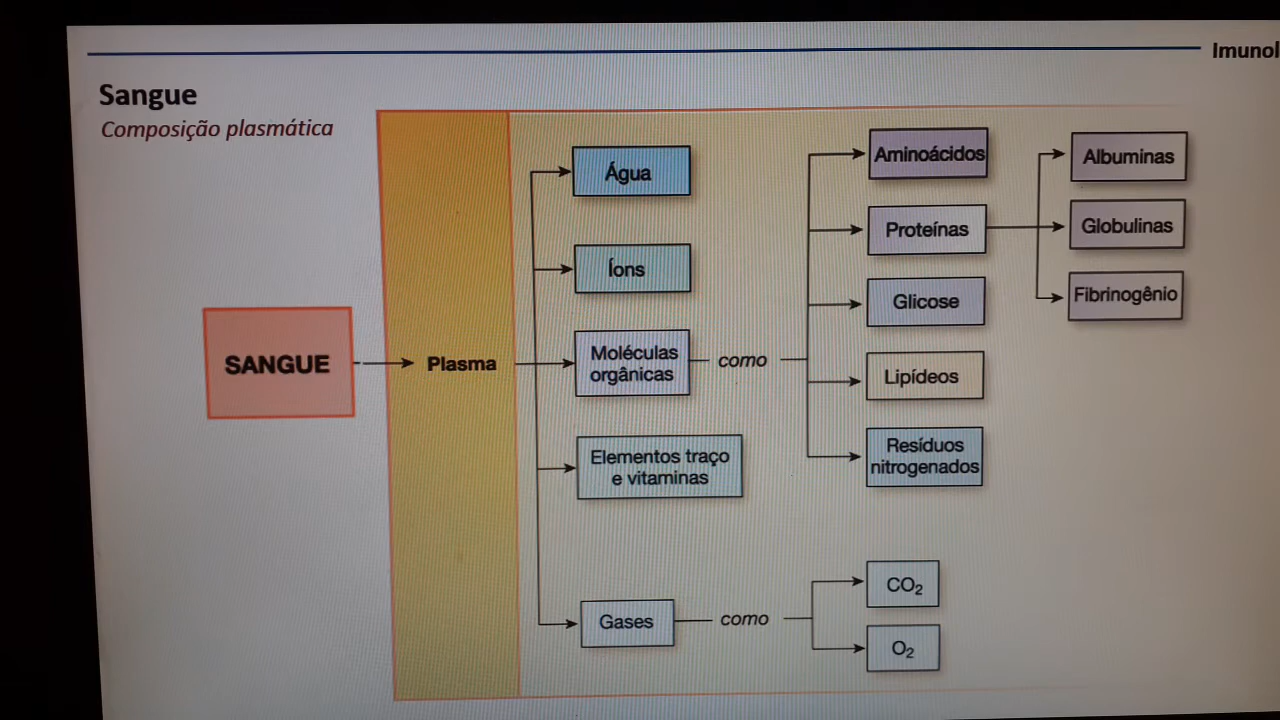 Imunol
Sangue
Composição plasmática
SANGUE
Plasma
Água
Íons
Moléculas
orgânicas
como
Elementos traço
e vitaminas
Gases
como
Aminoácidos
Proteínas
Glicose
Lipídeos
Resíduos
nitrogenados
CO₂
O₂
Albuminas
Globulinas
Fibrinogênio